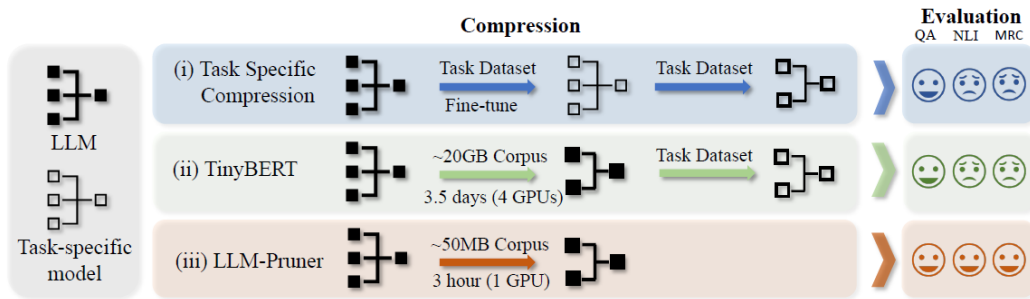 Compression
Evaluation
QA NLI MRC
LLM
Task-specific
model
(i) Task Specific
Compression
Task Dataset
Fine-tune
Task Dataset
(ii) TinyBERT
~20GB Corpus
3.5 days (4 GPUs)
Task Dataset
(iii) LLM-Pruner
~50MB Corpus
3 hour (1 GPU)